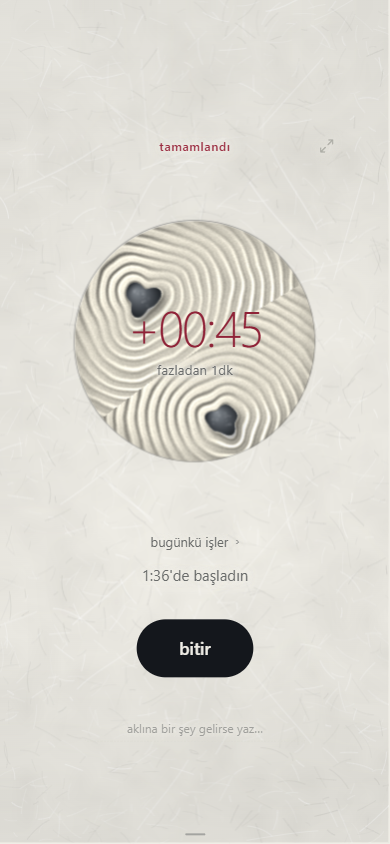 tamamlandı
+00:45
fazladan 1dk
bugünkü işler ›
1:36'de başladın
bitir
aklına bir şey gelirse yaz...